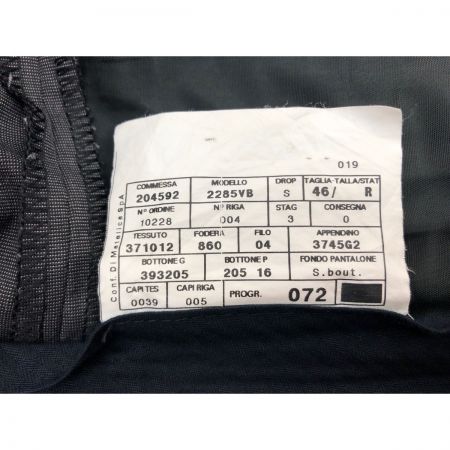 019
COMMESSA MODELLO DROP TAGLIA-TALLA/STAT
204592 2285VB S 46/ R
Nº ORDINE Nº RIGA STAG CONSEGNA
10228 004 3 0
TESSUTO FODERA FILO APPENDINO
371012 860 04 3745G2
BOTTONE G BOTTONE P FONDO PANTALONE
393205 205 16 S.bout.
CAPI TES CAPI RIGA PROGR. 072
0039 005
Conf. Di Matelica SpA